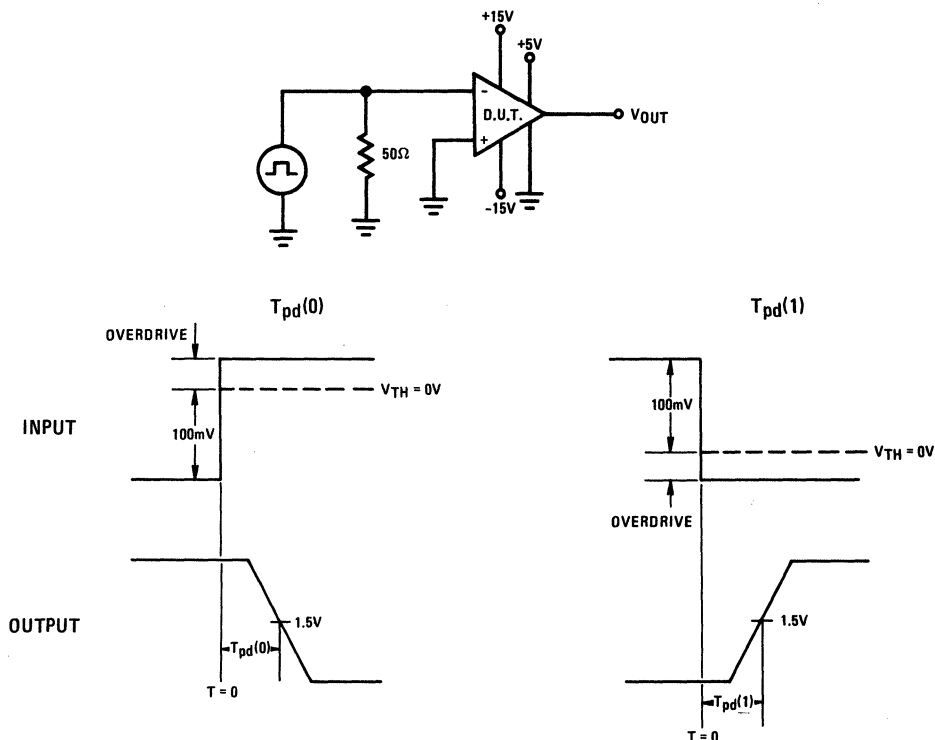 +15V
+5V
-
D.U.T.
+
VOUT
50Ω
-15V
Tpd(0)
Tpd(1)
OVERDRIVE
VTH = 0V
100mV
INPUT
100mV
VTH = 0V
OVERDRIVE
OUTPUT
1.5V
1.5V
Tpd(0)
Tpd(1)
T = 0
T = 0